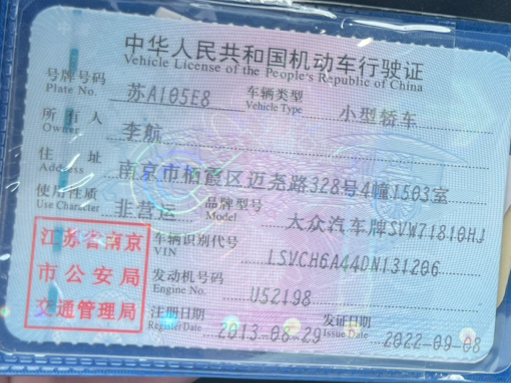 中华人民共和国机动车行驶证
Vehicle License of the People's Republic of China
号牌号码 Plate No. 苏A105E8 车辆类型 Vehicle Type 小型轿车
所有人 Owner 李航
住址 Address 南京市栖霞区迈尧路328号4幢1503室
使用性质 Use Character 非营运 品牌型号 Model 大众汽车牌SVW71810HJ
江苏省南京
市公安局
交通管理局
车辆识别代号 VIN LSVCH6A44DN131206
发动机号码 Engine No. U52198
注册日期 Register Date 2013-08-29 发证日期 Issue Date 2022-09-08